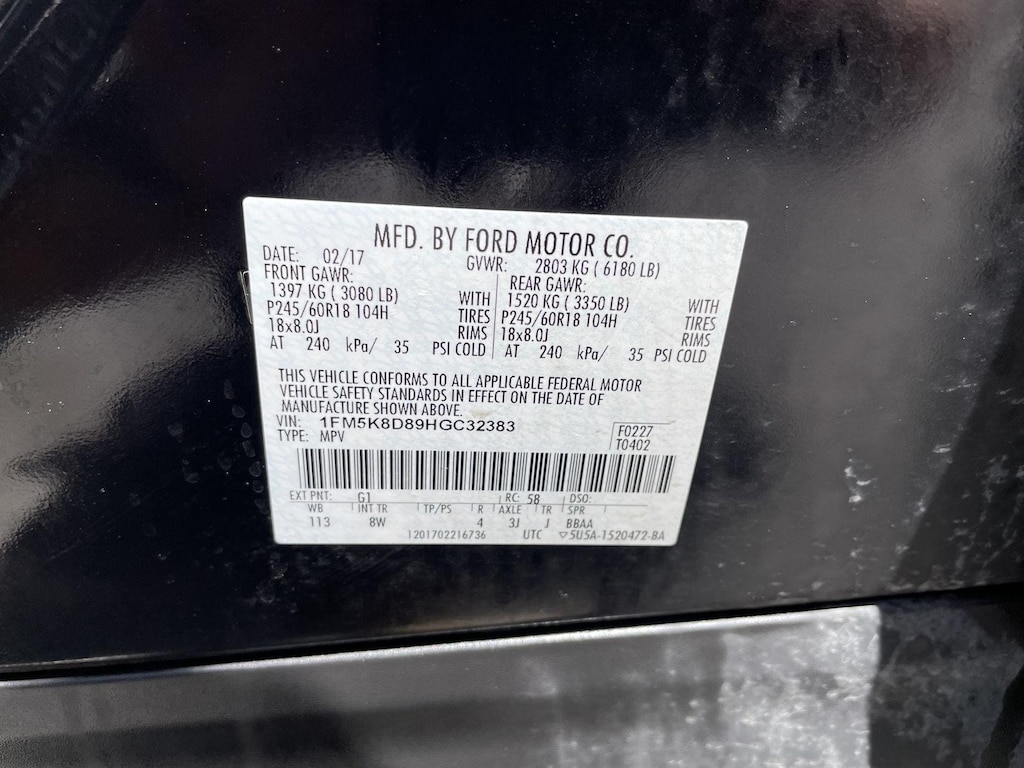 MFD. BY FORD MOTOR CO.
DATE: 02/17 GVWR: 2803 KG ( 6180 LB)
FRONT GAWR: REAR GAWR:
1397 KG ( 3080 LB) WITH 1520 KG ( 3350 LB) WITH
P245/60R18 104H TIRES P245/60R18 104H TIRES
18x8.0J RIMS 18x8.0J RIMS
AT 240 kPa/ 35 PSI COLD AT 240 kPa/ 35 PSI COLD
THIS VEHICLE CONFORMS TO ALL APPLICABLE FEDERAL MOTOR
VEHICLE SAFETY STANDARDS IN EFFECT ON THE DATE OF
MANUFACTURE SHOWN ABOVE.
VIN: 1FM5K8D89HGC32383 F0227
TYPE: MPV T0402
EXT PNT: G1 RC: 58 DSO:
WB INT TR TP/PS R AXLE TR SPR
113 8W 4 3J J BBAA
1201702216736 UTC ▽5U5A-1520472-BA